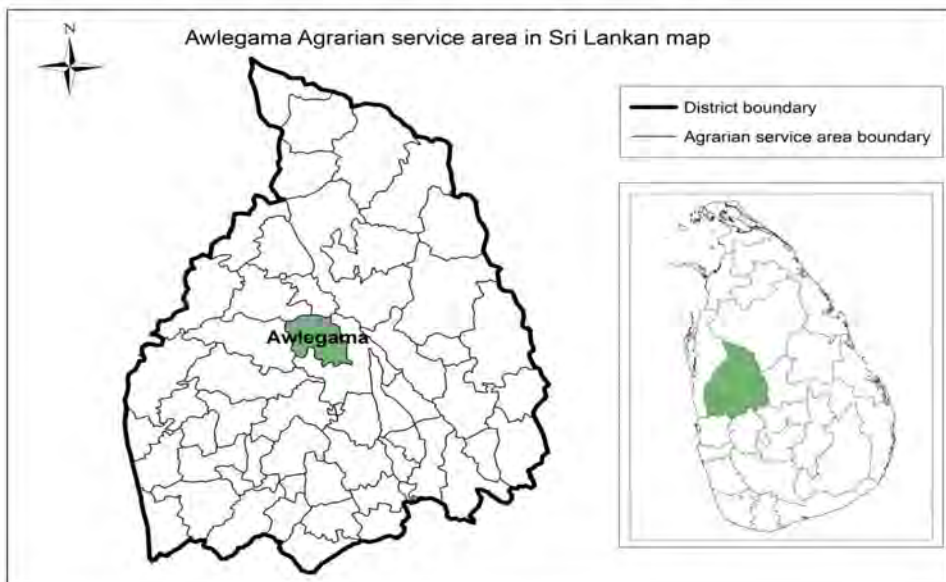 N
Awlegama Agrarian service area in Sri Lankan map
District boundary
Agrarian service area boundary
Awlegama